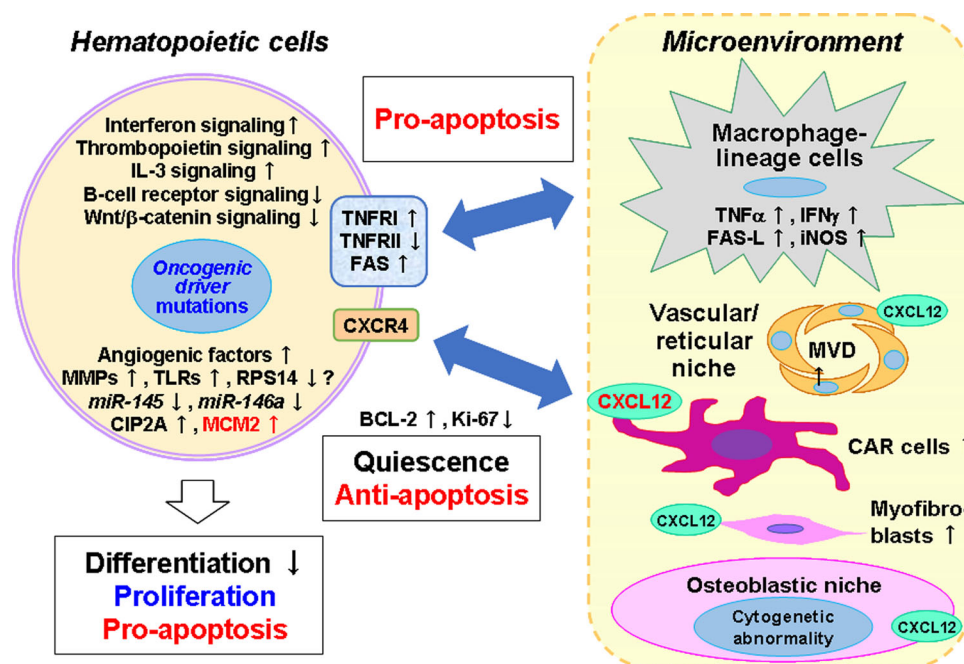 Hematopoietic cells
Interferon signaling ↑
Thrombopoietin signaling ↑
IL-3 signaling ↑
B-cell receptor signaling ↓
Wnt/β-catenin signaling ↓
Oncogenic
driver
mutations
Angiogenic factors ↑
MMPs ↑, TLRs ↑, RPS14 ↓?
miR-145 ↓, miR-146a ↓
CIP2A ↑, MCM2 ↑
TNFRI ↑
TNFRII ↓
FAS ↑
CXCR4
Pro-apoptosis
BCL-2 ↑, Ki-67↓
Quiescence
Anti-apoptosis
Differentiation ↓
Proliferation
Pro-apoptosis
Microenvironment
Macrophage-
lineage cells
TNFα ↑, IFNγ ↑
FAS-L ↑, iNOS ↑
Vascular/
reticular
niche
CXCL12
MVD
↑
CXCL12
CAR cells ↑
CXCL12
Myofibro-
blasts ↑
Osteoblastic niche
Cytogenetic
abnormality
CXCL12